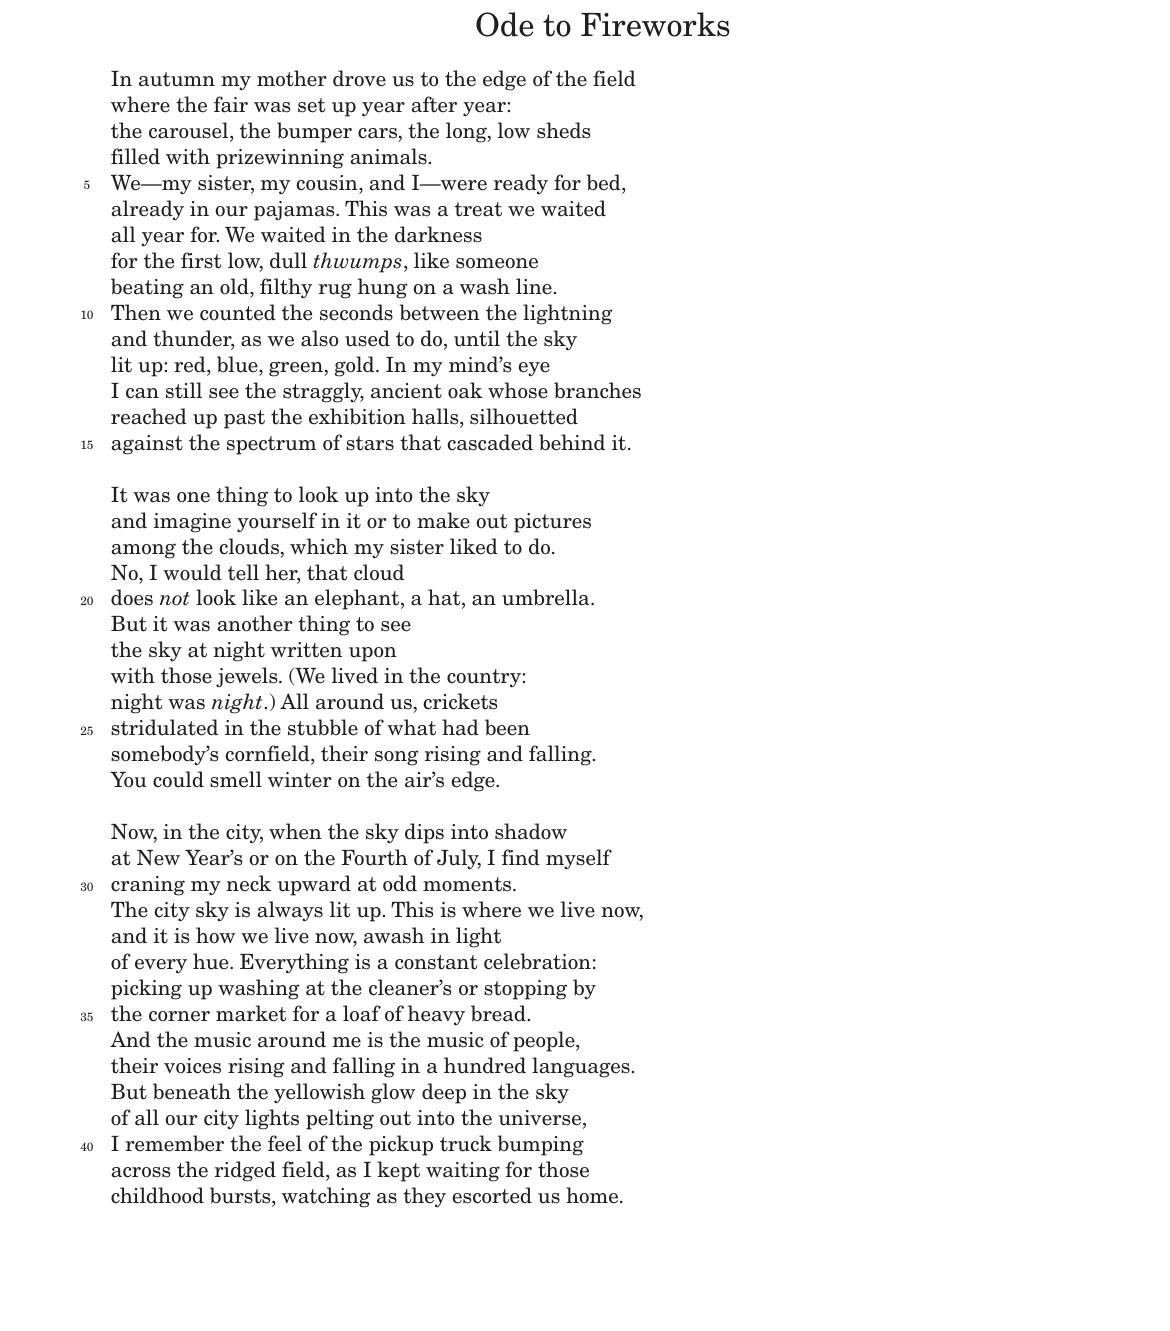 Ode to Fireworks
In autumn my mother drove us to the edge of the field
where the fair was set up year after year:
the carousel, the bumper cars, the long, low sheds
filled with prizewinning animals.
5 We—my sister, my cousin, and I—were ready for bed,
already in our pajamas. This was a treat we waited
all year for. We waited in the darkness
for the first low, dull thwumps, like someone
beating an old, filthy rug hung on a wash line.
10 Then we counted the seconds between the lightning
and thunder, as we also used to do, until the sky
lit up: red, blue, green, gold. In my mind’s eye
I can still see the straggly, ancient oak whose branches
reached up past the exhibition halls, silhouetted
15 against the spectrum of stars that cascaded behind it.
It was one thing to look up into the sky
and imagine yourself in it or to make out pictures
among the clouds, which my sister liked to do.
No, I would tell her, that cloud
20 does not look like an elephant, a hat, an umbrella.
But it was another thing to see
the sky at night written upon
with those jewels. (We lived in the country:
night was night.) All around us, crickets
25 stridulated in the stubble of what had been
somebody’s cornfield, their song rising and falling.
You could smell winter on the air’s edge.
Now, in the city, when the sky dips into shadow
at New Year’s or on the Fourth of July, I find myself
30 craning my neck upward at odd moments.
The city sky is always lit up. This is where we live now,
and it is how we live now, awash in light
of every hue. Everything is a constant celebration:
picking up washing at the cleaner’s or stopping by
35 the corner market for a loaf of heavy bread.
And the music around me is the music of people,
their voices rising and falling in a hundred languages.
But beneath the yellowish glow deep in the sky
of all our city lights pelting out into the universe,
40 I remember the feel of the pickup truck bumping
across the ridged field, as I kept waiting for those
childhood bursts, watching as they escorted us home.